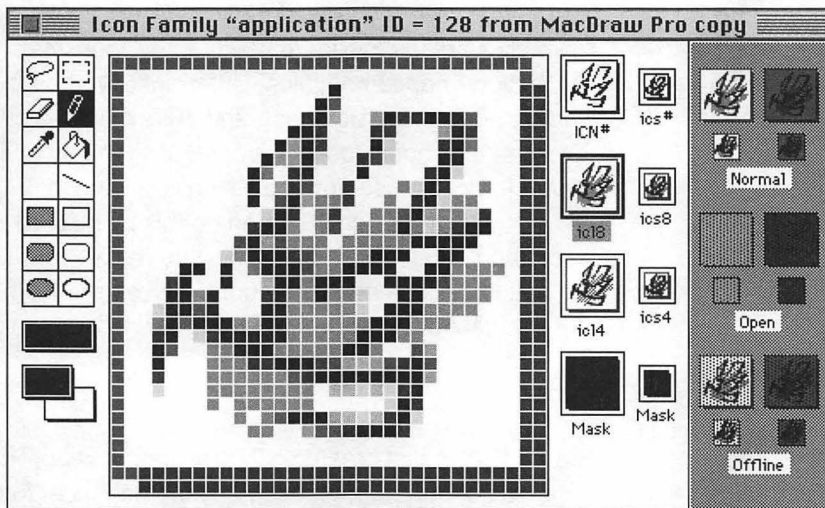 Icon Family “application” ID = 128 from MacDraw Pro copy
ICN#
ics#
Normal
icl8
ics8
Open
icl4
ics4
Mask
Mask
Offline